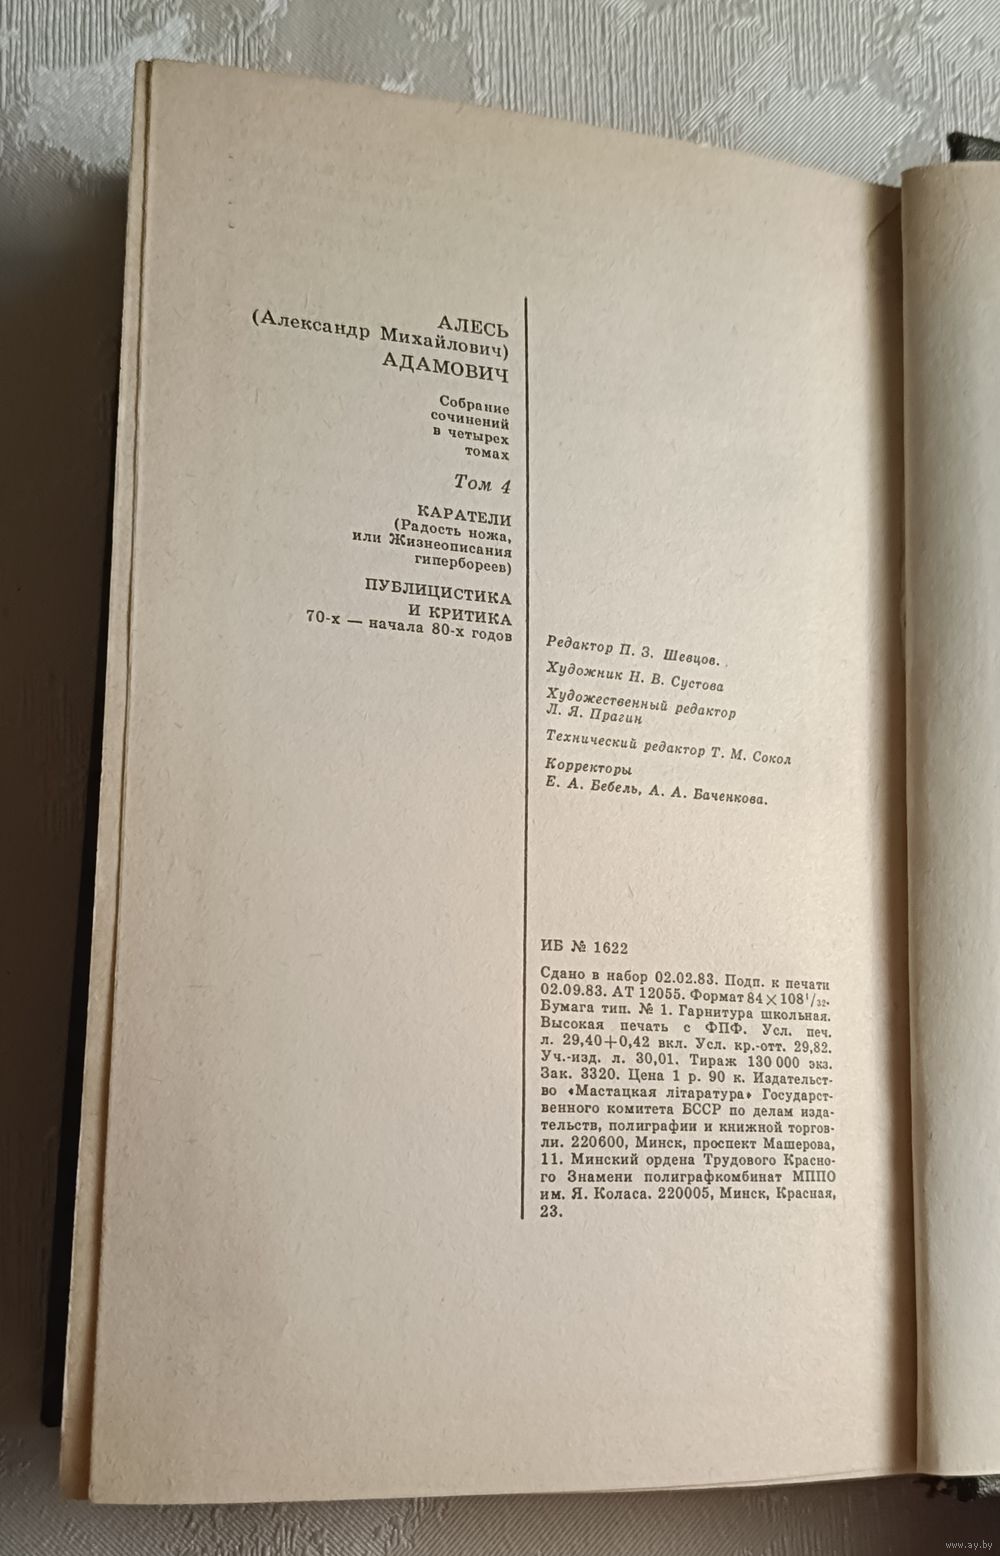 АЛЕСЬ
(Александр Михайлович)
АДАМОВИЧ
Собрание
сочинений
в четырех
томах
Том 4
КАРАТЕЛИ
(Радость ножа,
или Жизнеописания
гипербореев)
ПУБЛИЦИСТИКА
И КРИТИКА
70-х — начала 80-х годов
Редактор П. З. Шевцов.
Художник Н. В. Сустова
Художественный редактор
Л. Я. Прагин
Технический редактор Т. М. Сокол
Корректоры
Е. А. Бебель, А. А. Баченкова.
ИБ № 1622
Сдано в набор 02.02.83. Подп. к печати
02.09.83. АТ 12055. Формат 84×108¹/₃₂.
Бумага тип. № 1. Гарнитура школьная.
Высокая печать с ФПФ. Усл. печ.
л. 29,40+0,42 вкл. Усл. кр.-отт. 29,82.
Уч.-изд. л. 30,01. Тираж 130 000 экз.
Зак. 3320. Цена 1 р. 90 к. Издательст-
во «Мастацкая літаратура» Государст-
венного комитета БССР по делам изда-
тельств, полиграфии и книжной торгов-
ли. 220600, Минск, проспект Машерова,
11. Минский ордена Трудового Красно-
го Знамени полиграфкомбинат МППО
им. Я. Коласа. 220005, Минск, Красная,
23.
www.ay.by